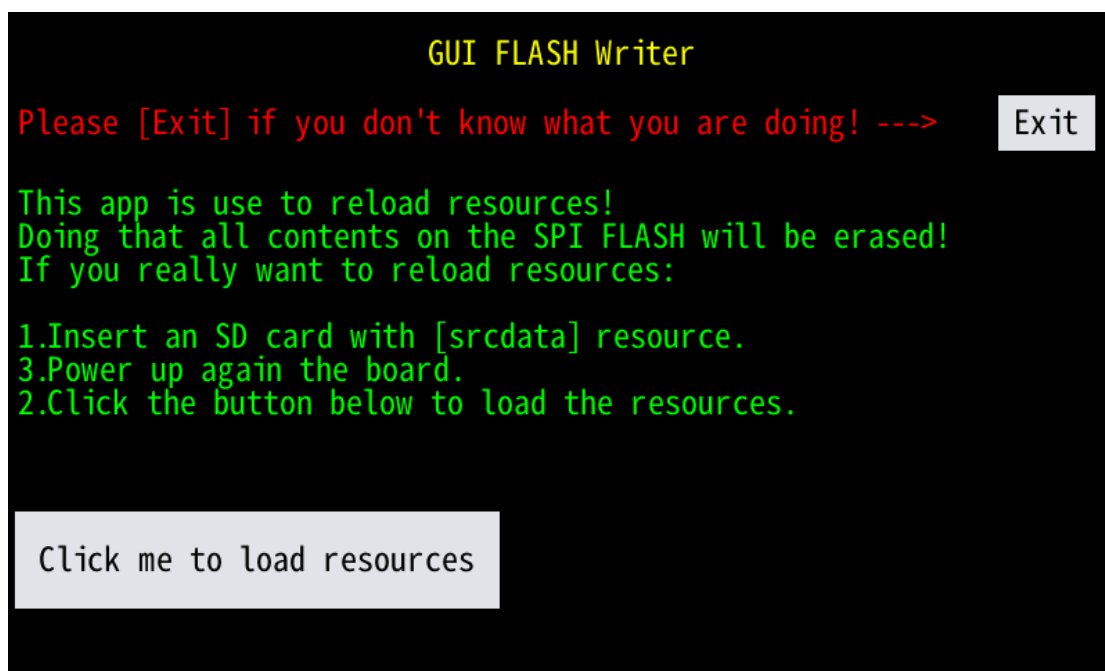 GUI FLASH Writer
Please [Exit] if you don't know what you are doing! --->
Exit
This app is use to reload resources!
Doing that all contents on the SPI FLASH will be erased!
If you really want to reload resources:
1.Insert an SD card with [srcdata] resource.
3.Power up again the board.
2.Click the button below to load the resources.
Click me to load resources